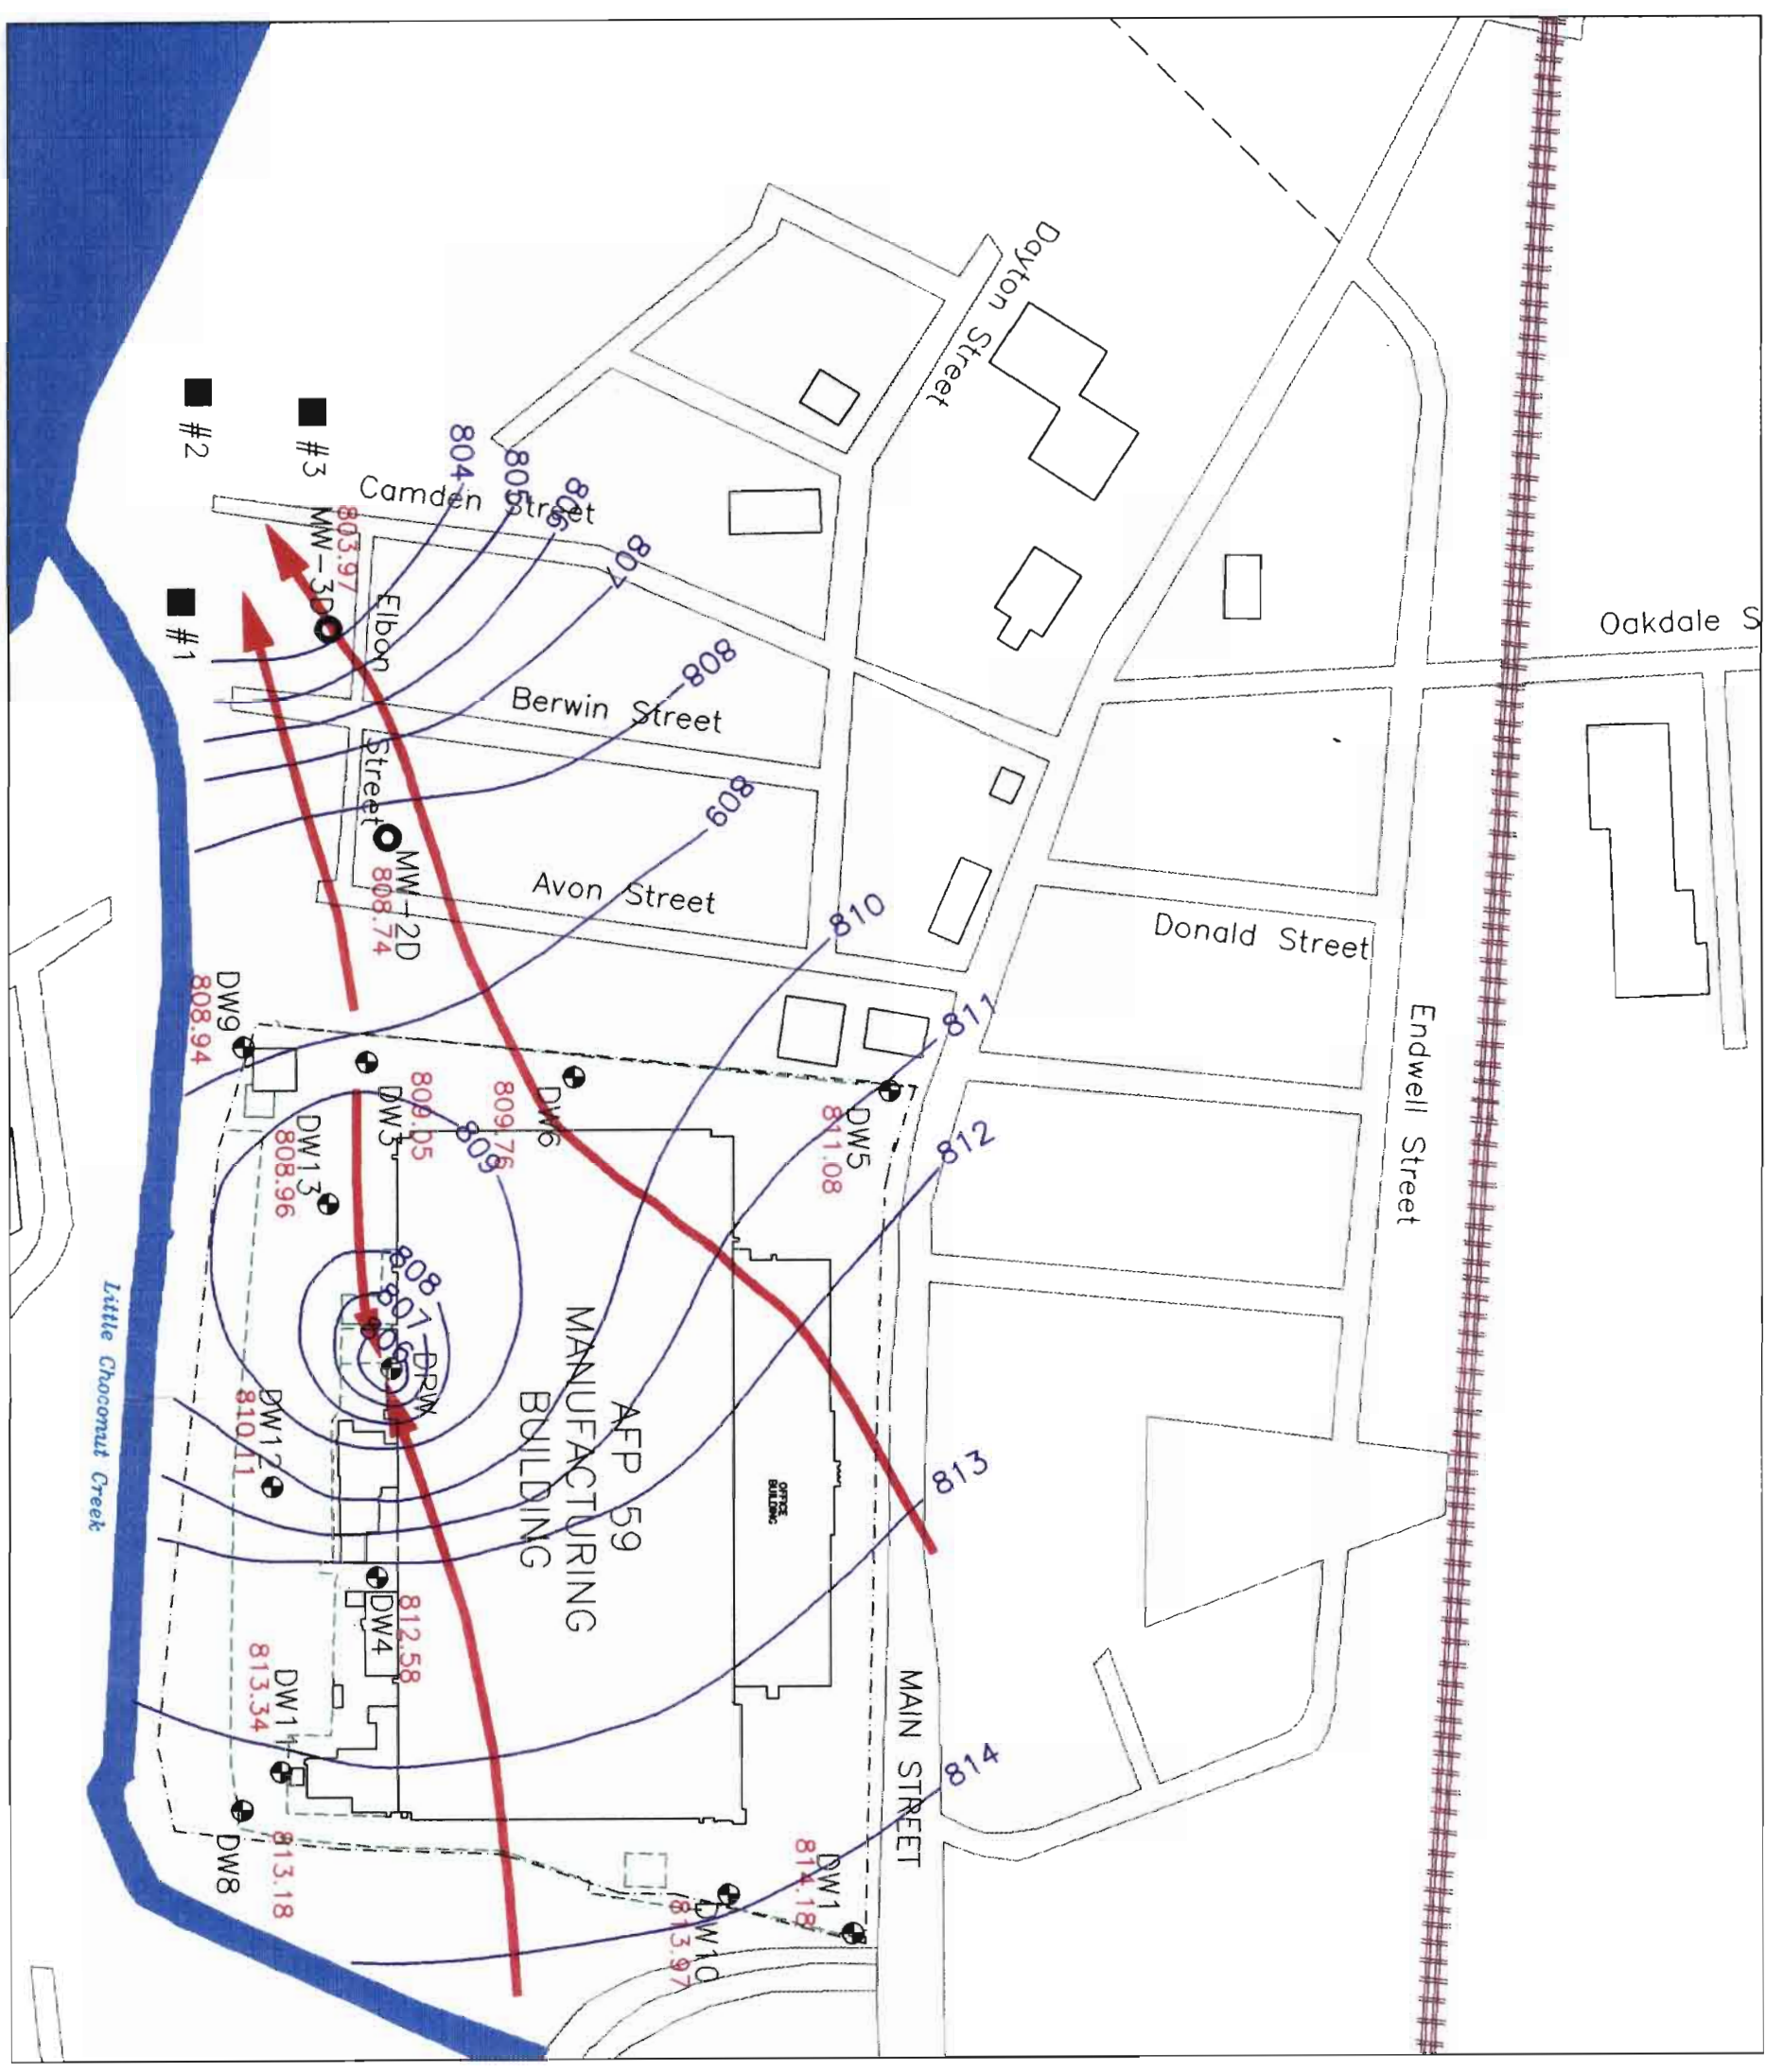 Oakdale S
Dayton Street
Camden Street
Elbon Street
Berwin Street
Avon Street
Donald Street
Endwell Street
MAIN STREET
Little Choconut Creek
AFP 59
MANUFACTURING
BUILDING
OFFICE
BUILDING
#2
#3
#1
804
805
806
807
808
809
810
811
812
813
814
809
808
807
806
MW-3D
803.97
MW-2D
808.74
DW9
808.94
DW3
809.05
DW6
809.76
DW5
811.08
DW13
808.96
DRW
DW12
810.11
DW4
812.58
DW11
813.34
DW8
813.18
DW10
813.97
DW1
814.18